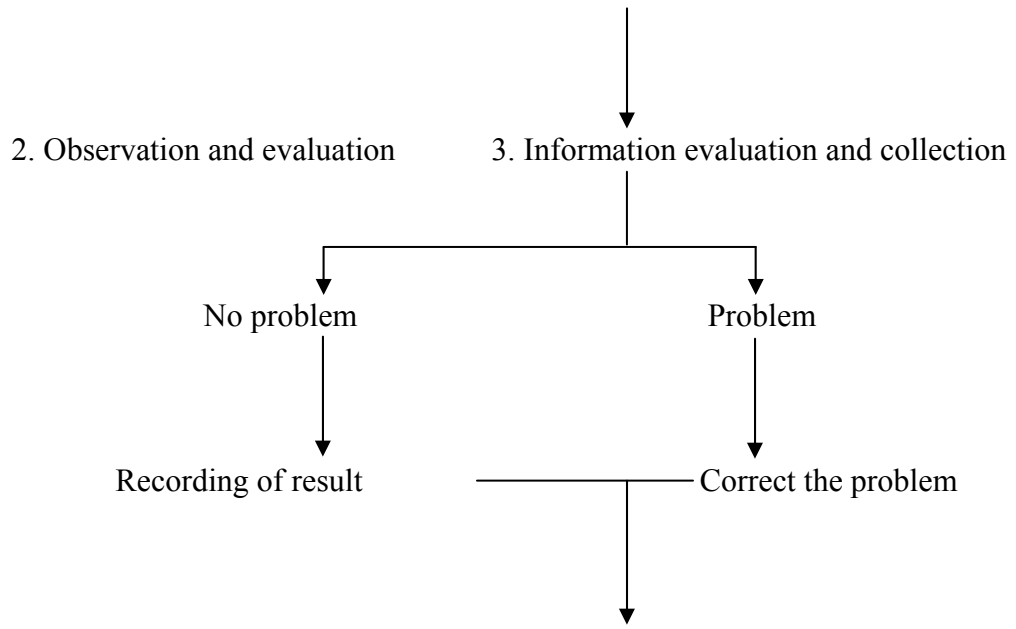 2. Observation and evaluation
3. Information evaluation and collection
No problem
Problem
Recording of result
Correct the problem